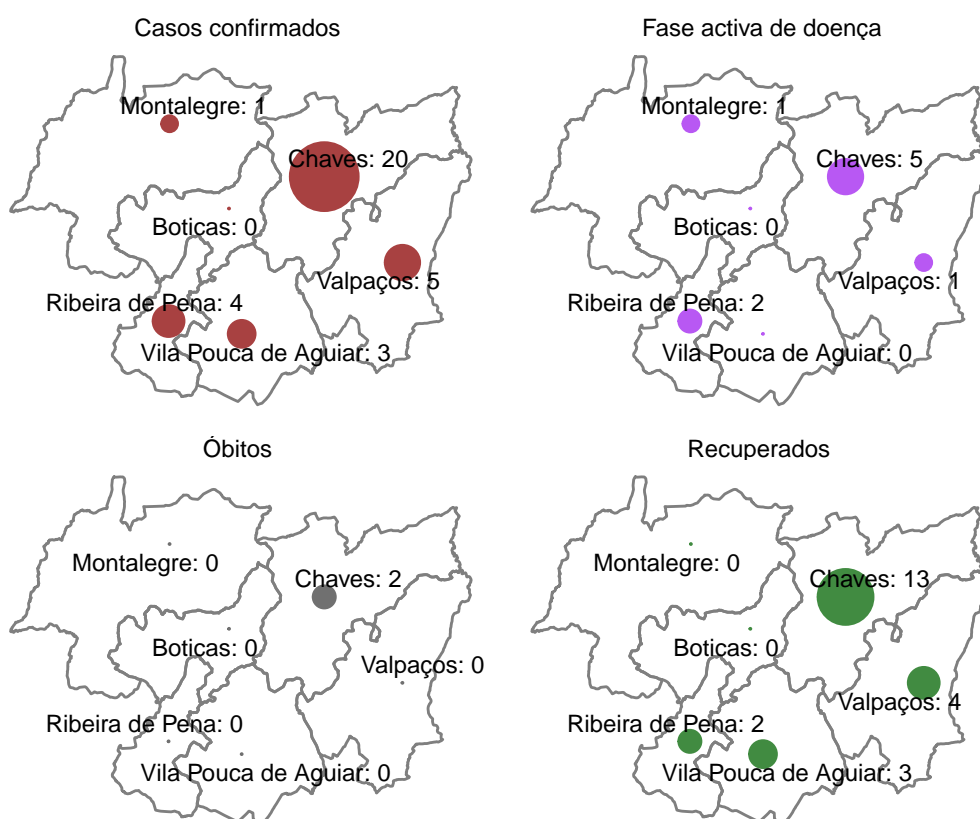 Casos confirmados
Montalegre: 1
Chaves: 20
Boticas: 0
Valpaços: 5
Ribeira de Pena: 4
Vila Pouca de Aguiar: 3
Fase activa de doença
Montalegre: 1
Chaves: 5
Boticas: 0
Valpaços: 1
Ribeira de Pena: 2
Vila Pouca de Aguiar: 0
Óbitos
Montalegre: 0
Chaves: 2
Boticas: 0
Valpaços: 0
Ribeira de Pena: 0
Vila Pouca de Aguiar: 0
Recuperados
Montalegre: 0
Chaves: 13
Boticas: 0
Valpaços: 4
Ribeira de Pena: 2
Vila Pouca de Aguiar: 3